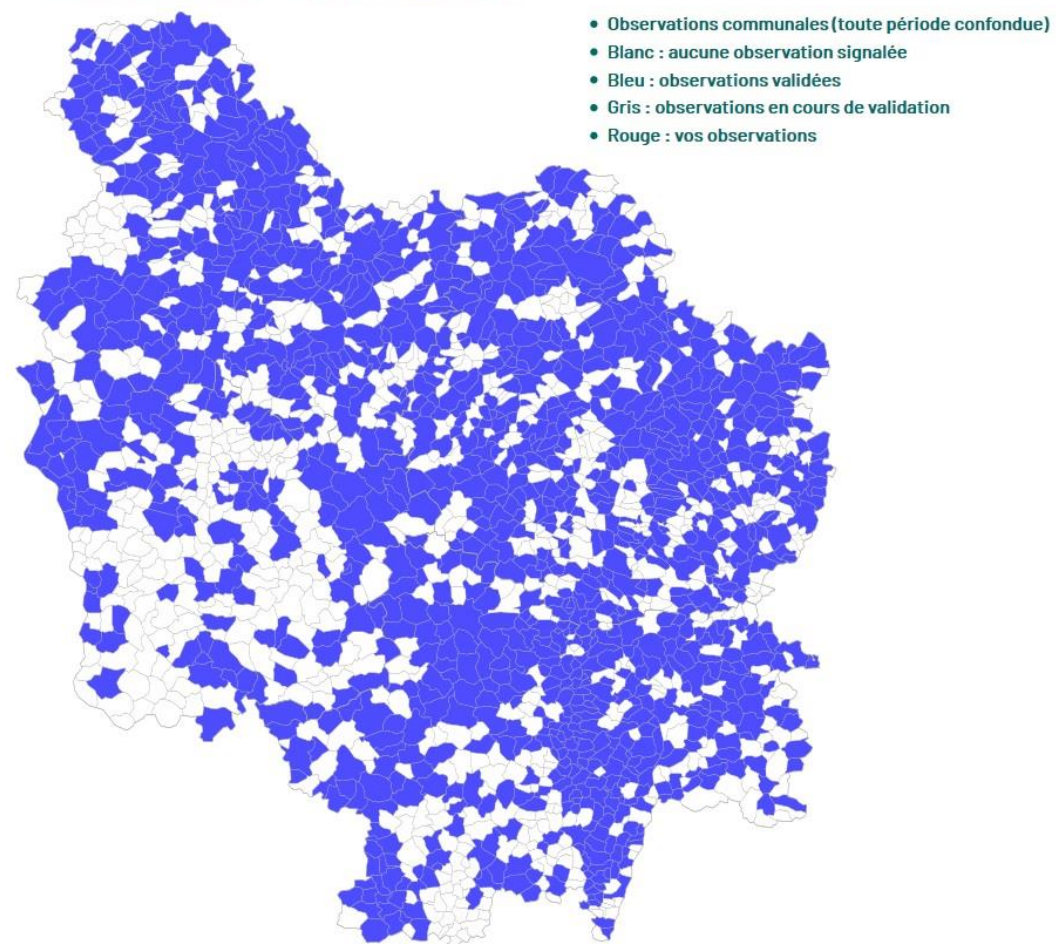 Observations communales (toute période confondue)
Blanc : aucune observation signalée
Bleu : observations validées
Gris : observations en cours de validation
Rouge : vos observations